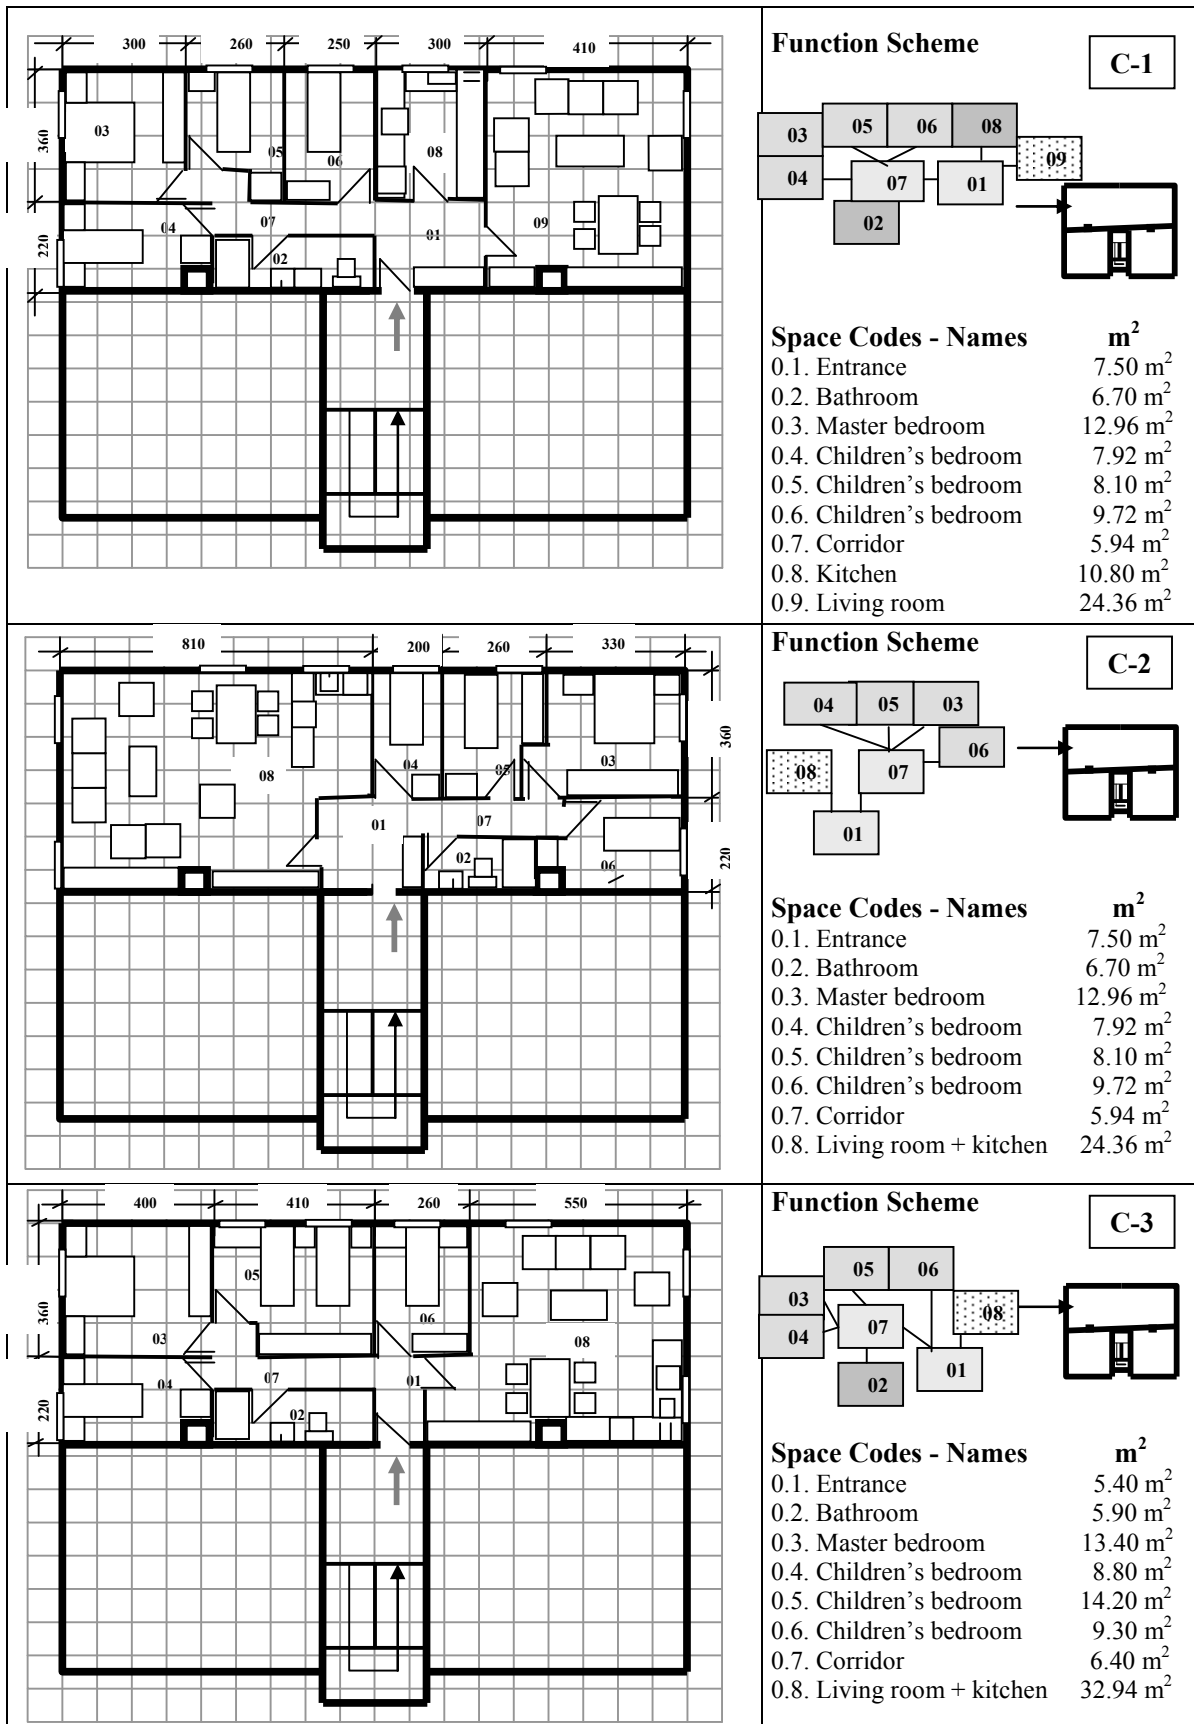 300 260 250 300 410
360
220
03
05
06
08
04
07
02
01
09
Function Scheme
C-1
03 05 06 08 09
04 07 01
02
Space Codes - Names m²
0.1. Entrance 7.50 m²
0.2. Bathroom 6.70 m²
0.3. Master bedroom 12.96 m²
0.4. Children’s bedroom 7.92 m²
0.5. Children’s bedroom 8.10 m²
0.6. Children’s bedroom 9.72 m²
0.7. Corridor 5.94 m²
0.8. Kitchen 10.80 m²
0.9. Living room 24.36 m²
810 200 260 330
360
220
08
04
05
03
01
07
02
06
Function Scheme
C-2
04 05 03
06
08 07
01
Space Codes - Names m²
0.1. Entrance 7.50 m²
0.2. Bathroom 6.70 m²
0.3. Master bedroom 12.96 m²
0.4. Children’s bedroom 7.92 m²
0.5. Children’s bedroom 8.10 m²
0.6. Children’s bedroom 9.72 m²
0.7. Corridor 5.94 m²
0.8. Living room + kitchen 24.36 m²
400 410 260 550
360
220
05
06
03
08
04
07
01
02
Function Scheme
C-3
05 06
03 08
04 07
02 01
Space Codes - Names m²
0.1. Entrance 5.40 m²
0.2. Bathroom 5.90 m²
0.3. Master bedroom 13.40 m²
0.4. Children’s bedroom 8.80 m²
0.5. Children’s bedroom 14.20 m²
0.6. Children’s bedroom 9.30 m²
0.7. Corridor 6.40 m²
0.8. Living room + kitchen 32.94 m²